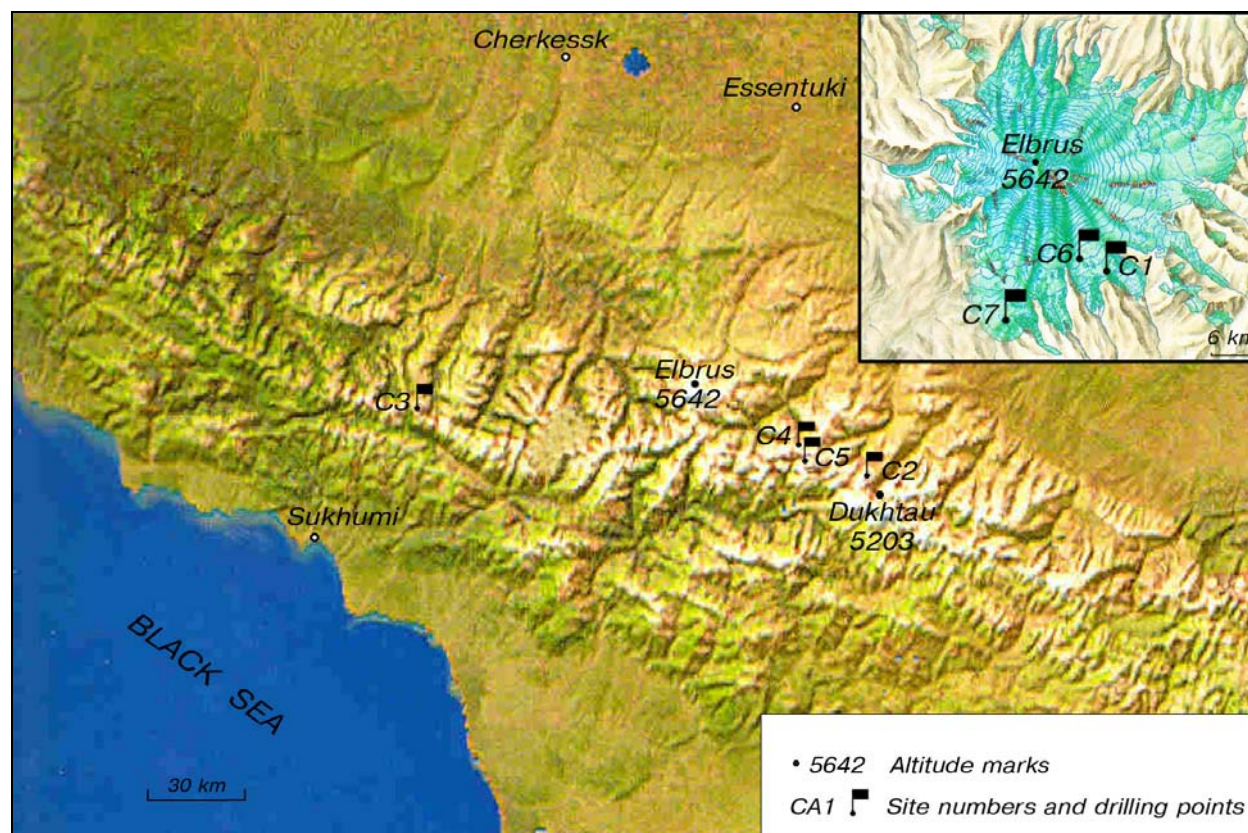 Cherkessk
Essentuki
Elbrus
5642
C6
C1
C7
6 km
Elbrus
5642
C3
C4
C5
C2
Dukhtau
5203
Sukhumi
BLACK SEA
30 km
5642 Altitude marks
CA1 Site numbers and drilling points